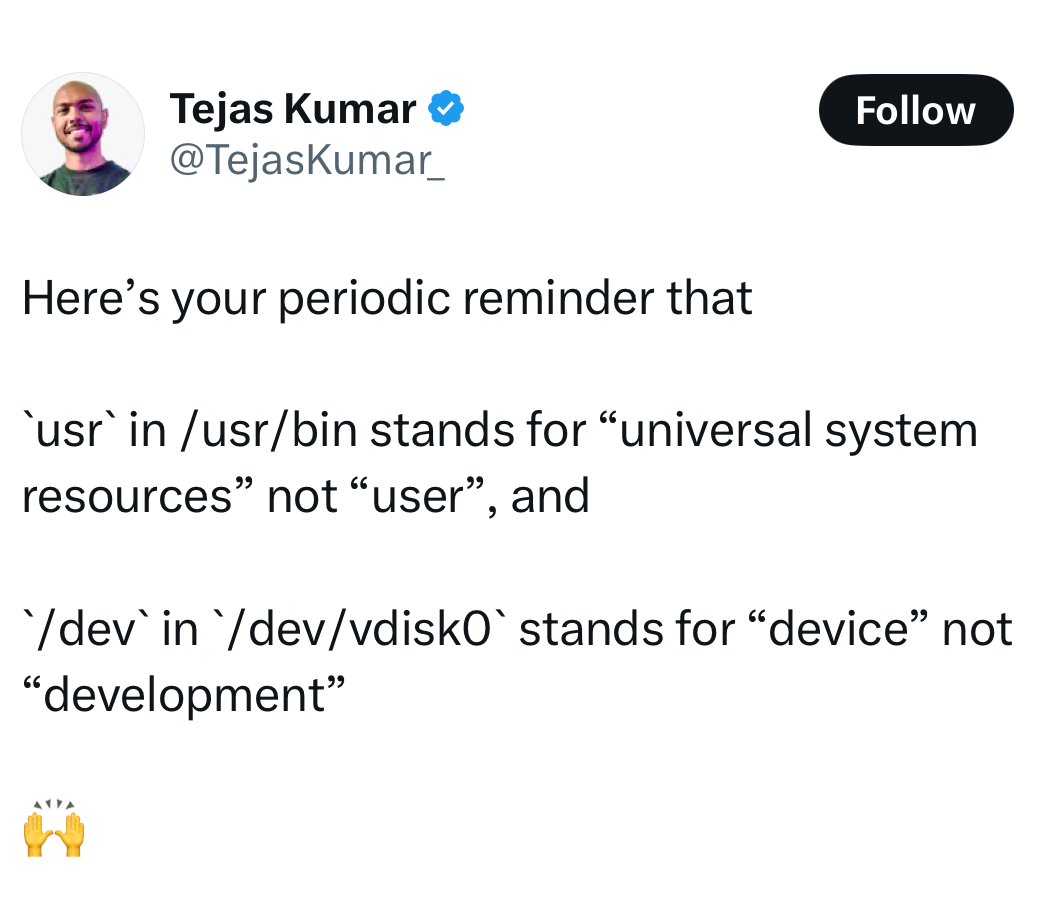 Tejas Kumar
@TejasKumar_
Follow
Here’s your periodic reminder that
`usr` in /usr/bin stands for “universal system
resources” not “user”, and
`/dev` in `/dev/vdisk0` stands for “device” not
“development”
🙌